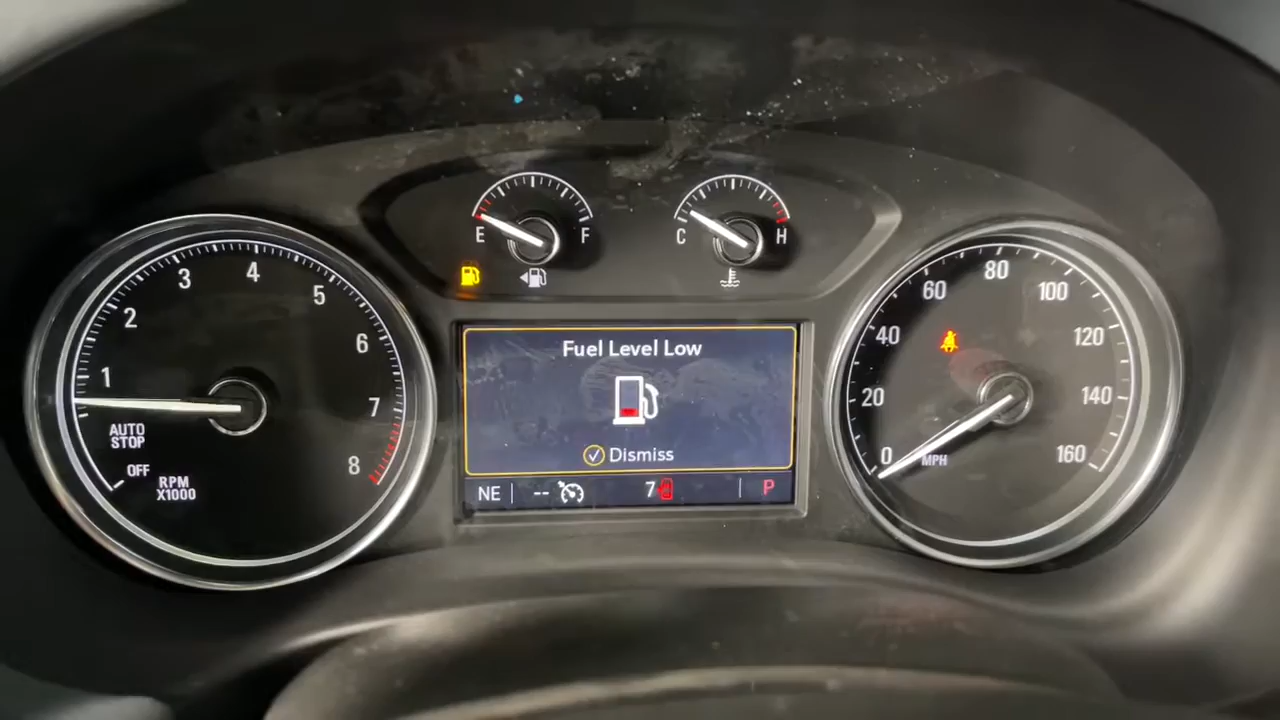 E F
C H
1
2
3
4
5
6
7
8
AUTO
STOP
OFF
RPM
X1000
Fuel Level Low
Dismiss
NE -- 7 P
0
20
40
60
80
100
120
140
160
MPH